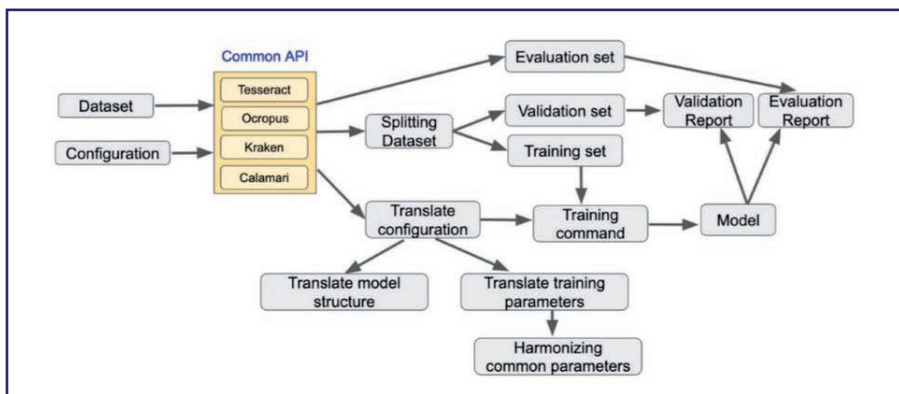 Common API
Tesseract
Ocropus
Kraken
Calamari
Dataset
Configuration
Evaluation set
Splitting
Dataset
Validation set
Training set
Validation
Report
Evaluation
Report
Translate
configuration
Training
command
Model
Translate model
structure
Translate training
parameters
Harmonizing
common parameters